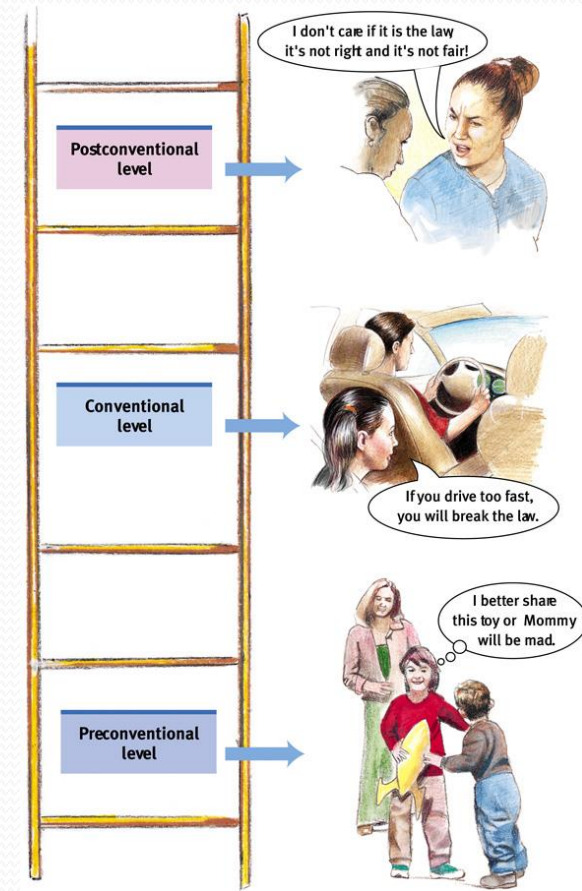 I don't care if it is the law
it's not right and it's not fair!
Postconventional
level
Conventional
level
If you drive too fast,
you will break the law.
I better share
this toy or Mommy
will be mad.
Preconventional
level